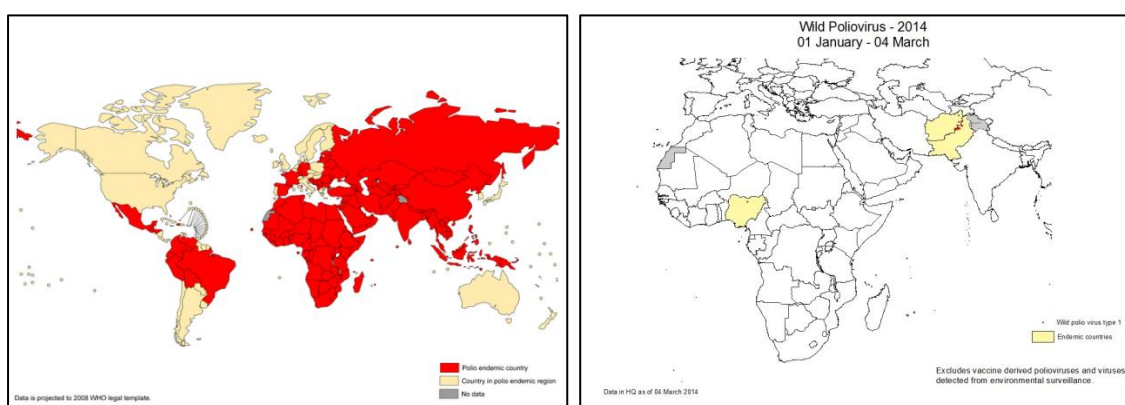 Polio endemic country
Country in polio endemic region
No data
Data is projected to 2008 WHO legal template.
Wild Poliovirus - 2014
01 January - 04 March
Wild polio virus type 1
Endemic countries
Excludes vaccine derived polioviruses and viruses
detected from environmental surveillance.
Data in HQ as of 04 March 2014